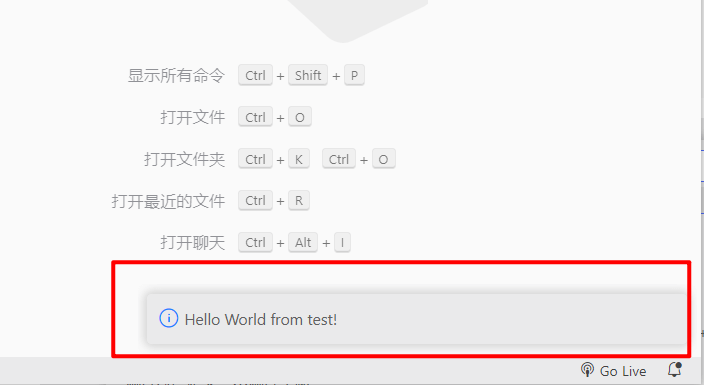 显示所有命令 Ctrl + Shift + P
打开文件 Ctrl + O
打开文件夹 Ctrl + K Ctrl + O
打开最近的文件 Ctrl + R
打开聊天 Ctrl + Alt + I
Hello World from test!
Go Live